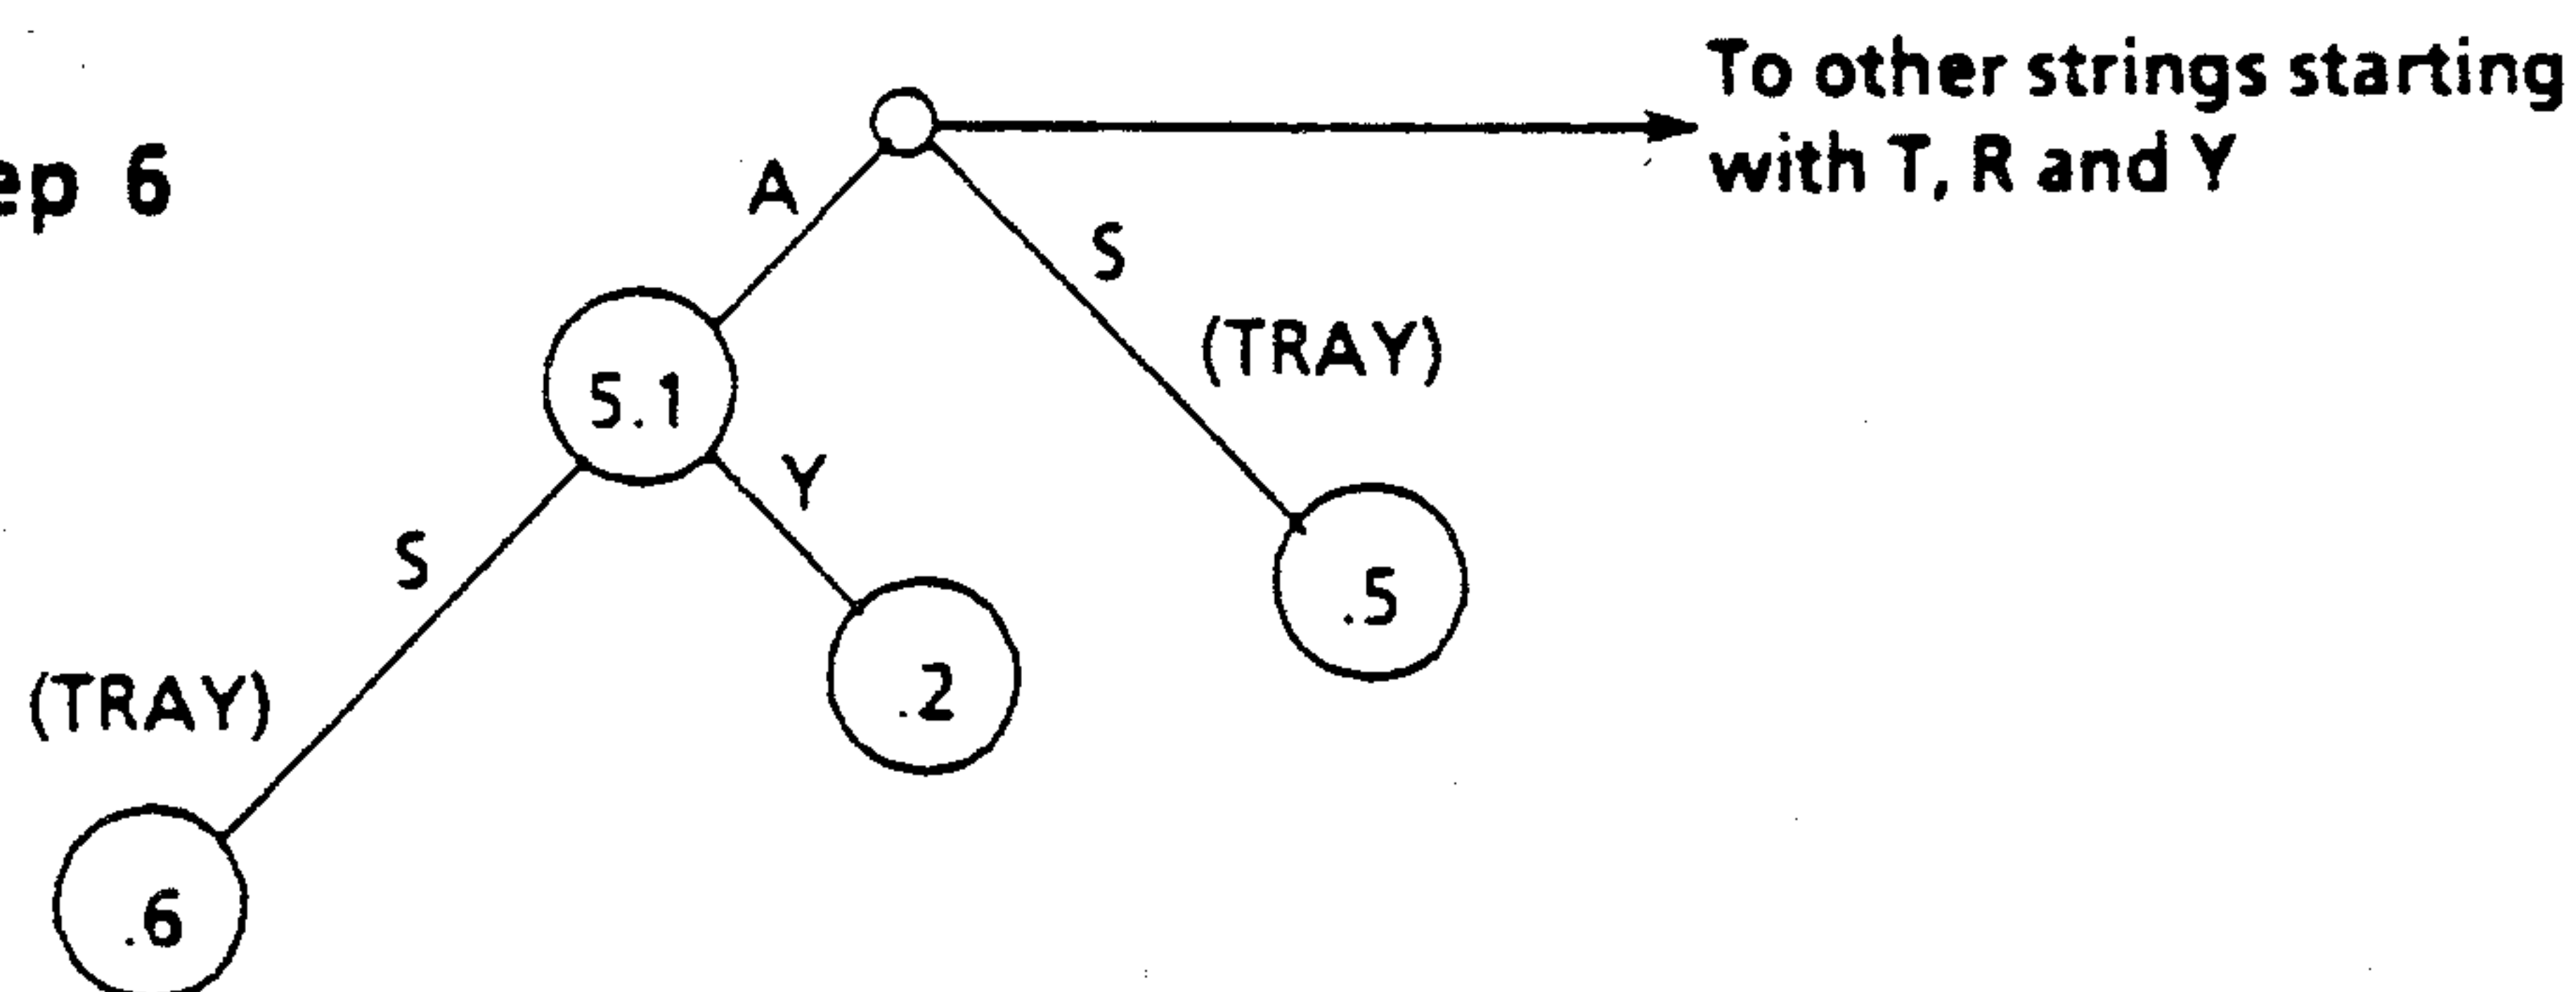 To other strings starting
with T, R and Y
ep 6
A
S
(TRAY)
5.1
Y
S
.5
.2
(TRAY)
.6